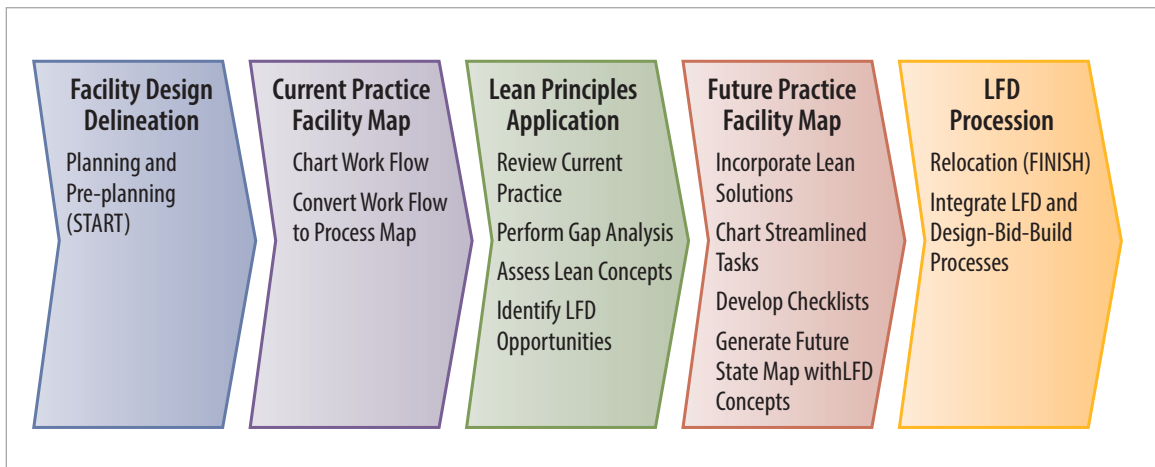 Facility Design
Delineation
Planning and
Pre-planning
(START)
Current Practice
Facility Map
Chart Work Flow
Convert Work Flow
to Process Map
Lean Principles
Application
Review Current
Practice
Perform Gap Analysis
Assess Lean Concepts
Identify LFD
Opportunities
Future Practice
Facility Map
Incorporate Lean
Solutions
Chart Streamlined
Tasks
Develop Checklists
Generate Future
State Map withLFD
Concepts
LFD
Procession
Relocation (FINISH)
Integrate LFD and
Design-Bid-Build
Processes